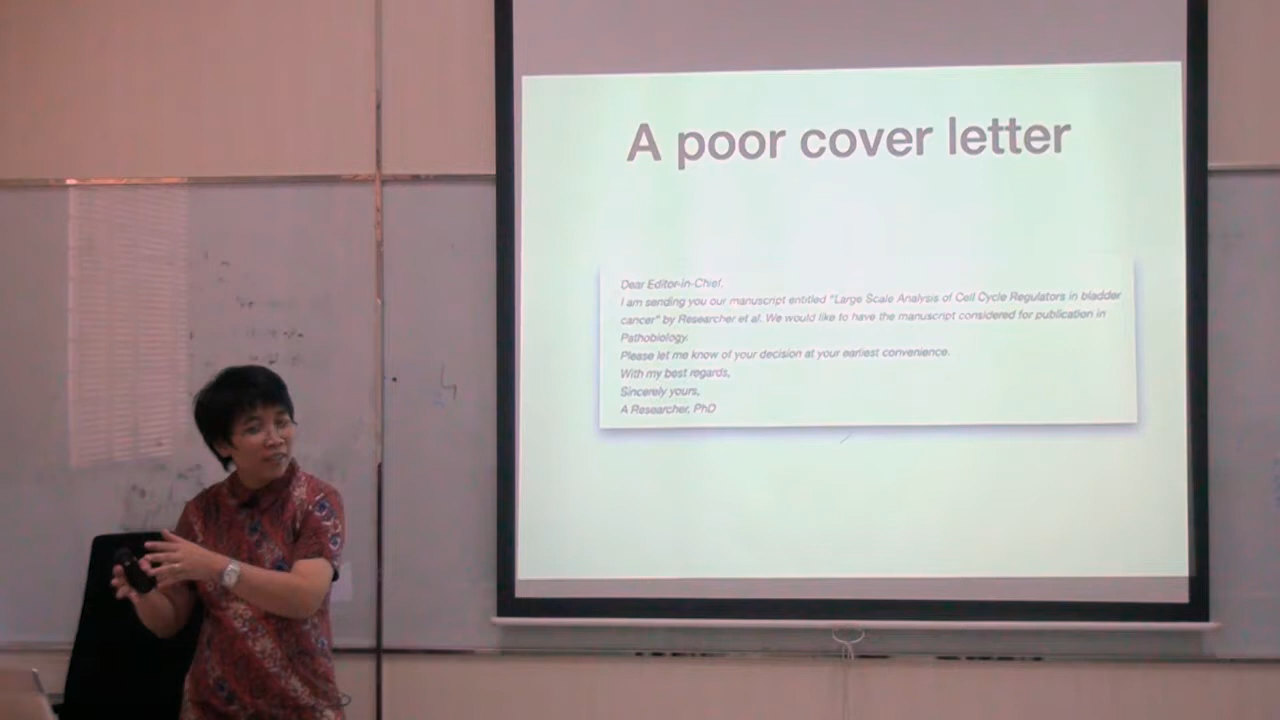 A poor cover letter
Dear Editor-in-Chief,
I am sending you our manuscript entitled "Large Scale Analysis of Cell Cycle Regulators in bladder
cancer" by Researcher et al. We would like to have the manuscript considered for publication in
Pathobiology.
Please let me know of your decision at your earliest convenience.
With my best regards,
Sincerely yours,
A Researcher, PhD